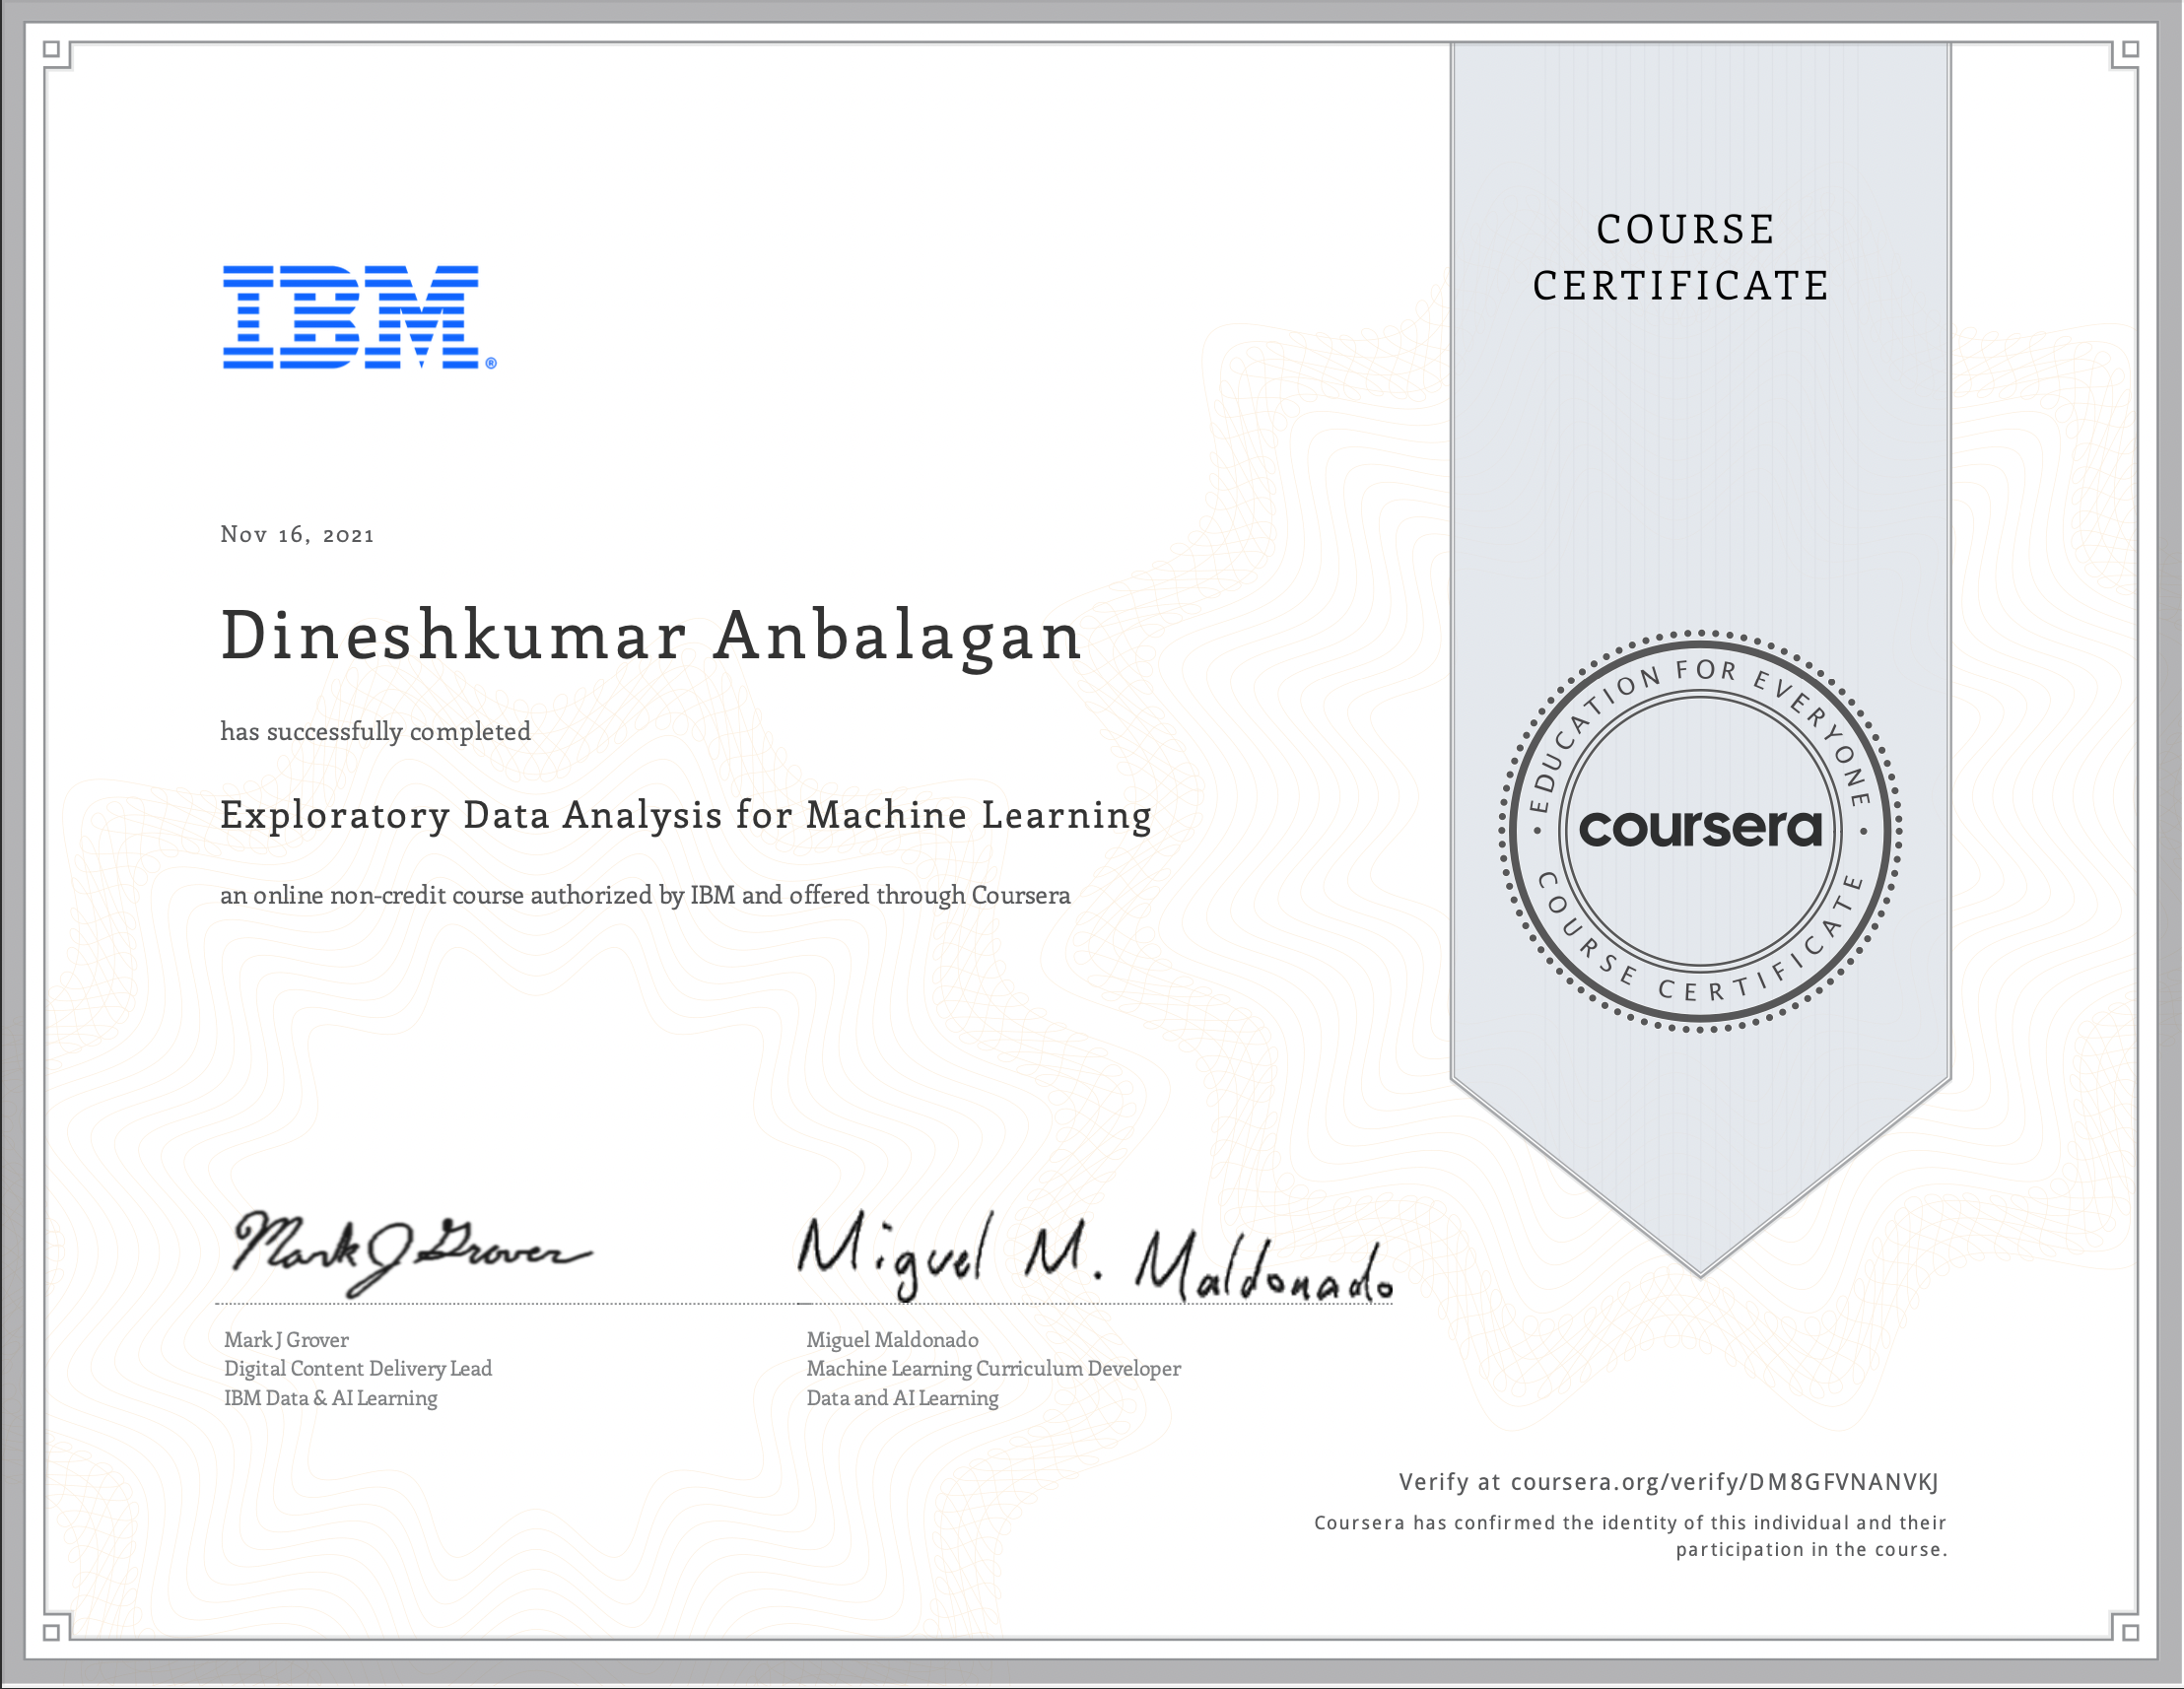 COURSE
CERTIFICATE
IBM®
Nov 16, 2021
Dineshkumar Anbalagan
has successfully completed
Exploratory Data Analysis for Machine Learning
an online non-credit course authorized by IBM and offered through Coursera
EDUCATION FOR EVERYONE
coursera
COURSE CERTIFICATE
Mark J Grover
Miguel M. Maldonado
Mark J Grover
Digital Content Delivery Lead
IBM Data & AI Learning
Miguel Maldonado
Machine Learning Curriculum Developer
Data and AI Learning
Verify at coursera.org/verify/DM8GFVNANVKJ
Coursera has confirmed the identity of this individual and their
participation in the course.